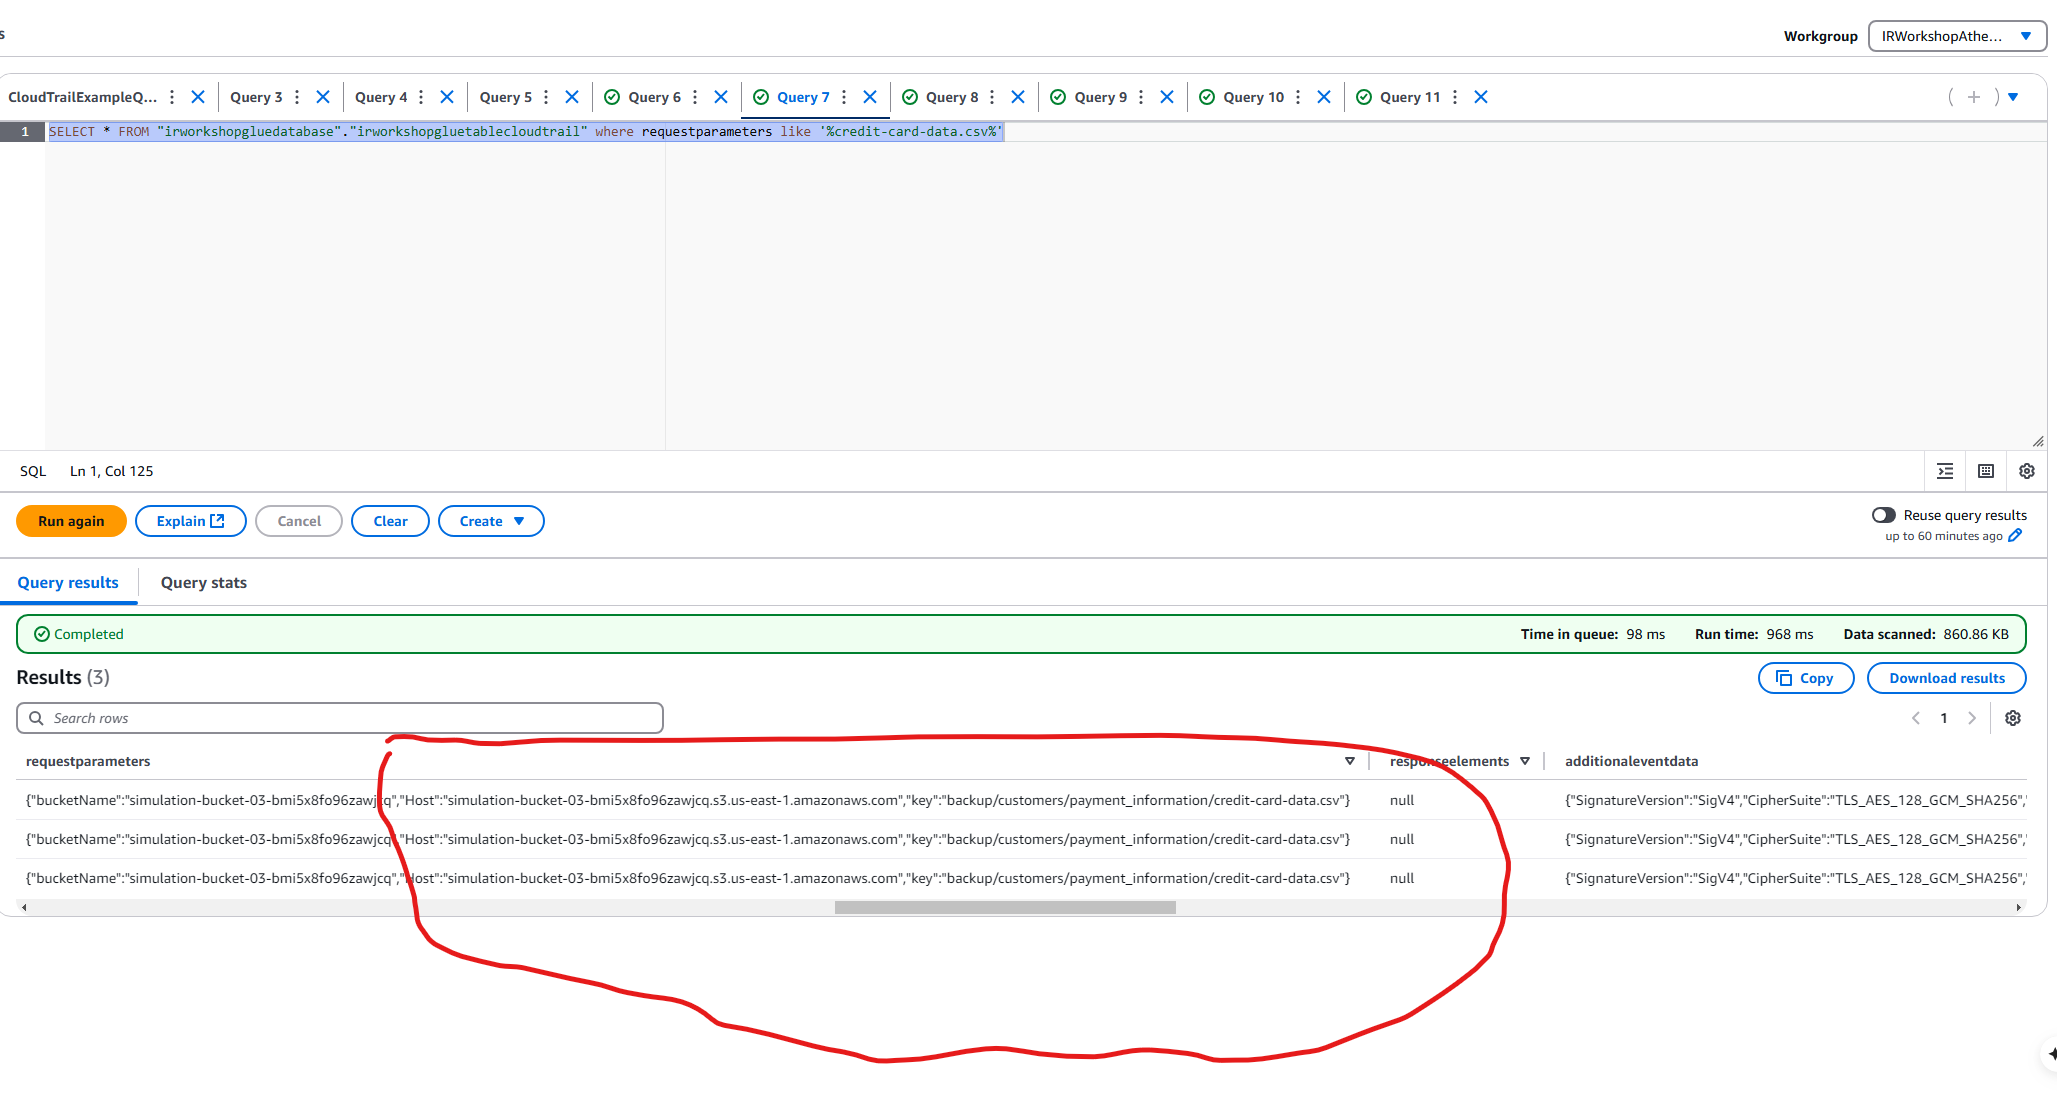 s
Workgroup IRWorkshopAthe...
CloudTrailExampleQ... Query 3 Query 4 Query 5 Query 6 Query 7 Query 8 Query 9 Query 10 Query 11
1 SELECT * FROM "irworkshopgluedatabase"."irworkshopgluetablecloudtrail" where requestparameters like '%credit-card-data.csv%'
SQL Ln 1, Col 125
Run again Explain Cancel Clear Create
Reuse query results
up to 60 minutes ago
Query results Query stats
Completed Time in queue: 98 ms Run time: 968 ms Data scanned: 860.86 KB
Results (3) Copy Download results
Search rows 1
requestparameters responseelements additionaleventdata
{"bucketName":"simulation-bucket-03-bmi5x8fo96zawjcq","Host":"simulation-bucket-03-bmi5x8fo96zawjcq.s3.us-east-1.amazonaws.com","key":"backup/customers/payment_information/credit-card-data.csv"} null {"SignatureVersion":"SigV4","CipherSuite":"TLS_AES_128_GCM_SHA256","
{"bucketName":"simulation-bucket-03-bmi5x8fo96zawjcq","Host":"simulation-bucket-03-bmi5x8fo96zawjcq.s3.us-east-1.amazonaws.com","key":"backup/customers/payment_information/credit-card-data.csv"} null {"SignatureVersion":"SigV4","CipherSuite":"TLS_AES_128_GCM_SHA256","
{"bucketName":"simulation-bucket-03-bmi5x8fo96zawjcq","Host":"simulation-bucket-03-bmi5x8fo96zawjcq.s3.us-east-1.amazonaws.com","key":"backup/customers/payment_information/credit-card-data.csv"} null {"SignatureVersion":"SigV4","CipherSuite":"TLS_AES_128_GCM_SHA256","